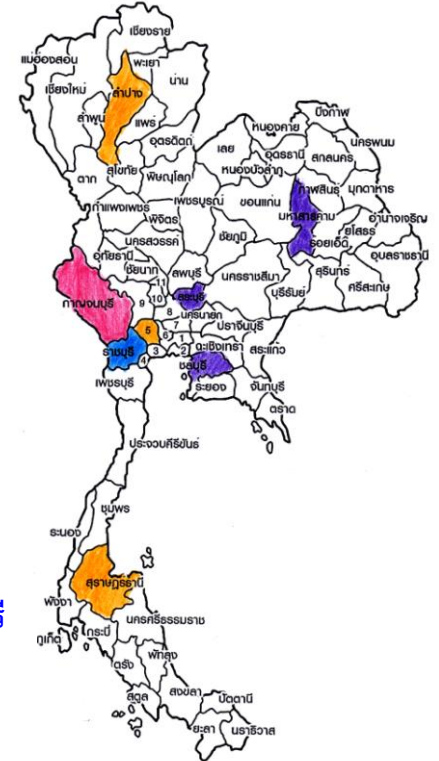 เชียงราย
แม่ฮ่องสอน
พะเยา
เชียงใหม่
น่าน
ลำปาง
ลำพูน
แพร่
บึงกาฬ
หนองคาย
อุตรดิตถ์
เลย
อุดรธานี
นครพนม
สกลนคร
หนองบัวลำภู
ตาก
สุโขทัย
พิษณุโลก
กาฬสินธุ์
มุกดาหาร
กำแพงเพชร
เพชรบูรณ์
ขอนแก่น
มหาสารคาม
อำนาจเจริญ
พิจิตร
ยโสธร
ร้อยเอ็ด
นครสวรรค์
ชัยภูมิ
อุบลราชธานี
อุทัยธานี
ชัยนาท
ลพบุรี
นครราชสีมา
สุรินทร์
ศรีสะเกษ
บุรีรัมย์
11
กาญจนบุรี
9
10
สระบุรี
8
นครนายก
5
7
ปราจีนบุรี
6
1
ราชบุรี
3
2
ฉะเชิงเทรา
สระแก้ว
4
ชลบุรี
เพชรบุรี
ระยอง
จันทบุรี
ตราด
ประจวบคีรีขันธ์
ชุมพร
ระนอง
สุราษฎร์ธานี
พังงา
นครศรีธรรมราช
ภูเก็ต
กระบี่
ตรัง
พัทลุง
สตูล
สงขลา
ปัตตานี
ยะลา
นราธิวาส